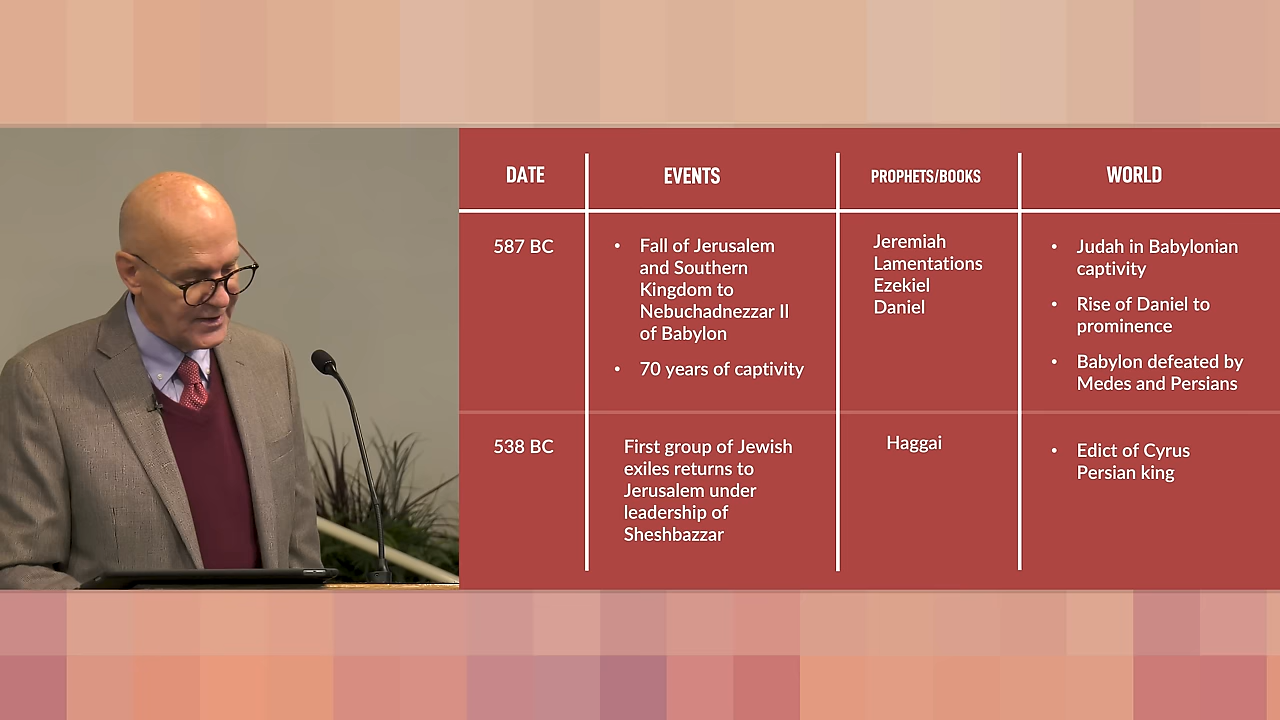 DATE
EVENTS
PROPHETS/BOOKS
WORLD
587 BC
• Fall of Jerusalem
and Southern
Kingdom to
Nebuchadnezzar II
of Babylon
• 70 years of captivity
Jeremiah
Lamentations
Ezekiel
Daniel
• Judah in Babylonian
captivity
• Rise of Daniel to
prominence
• Babylon defeated by
Medes and Persians
538 BC
First group of Jewish
exiles returns to
Jerusalem under
leadership of
Sheshbazzar
Haggai
• Edict of Cyrus
Persian king